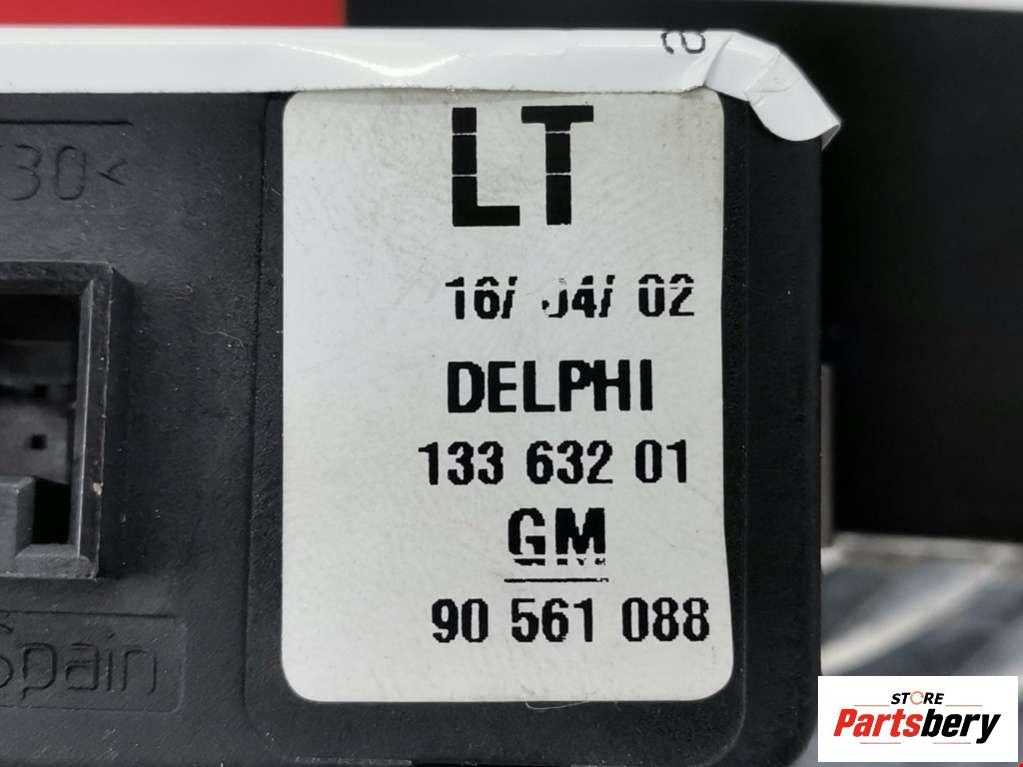 a
30<
LT
16/ 04/ 02
DELPHI
133 632 01
GM
90 561 088
Spain
STORE
Partsbery